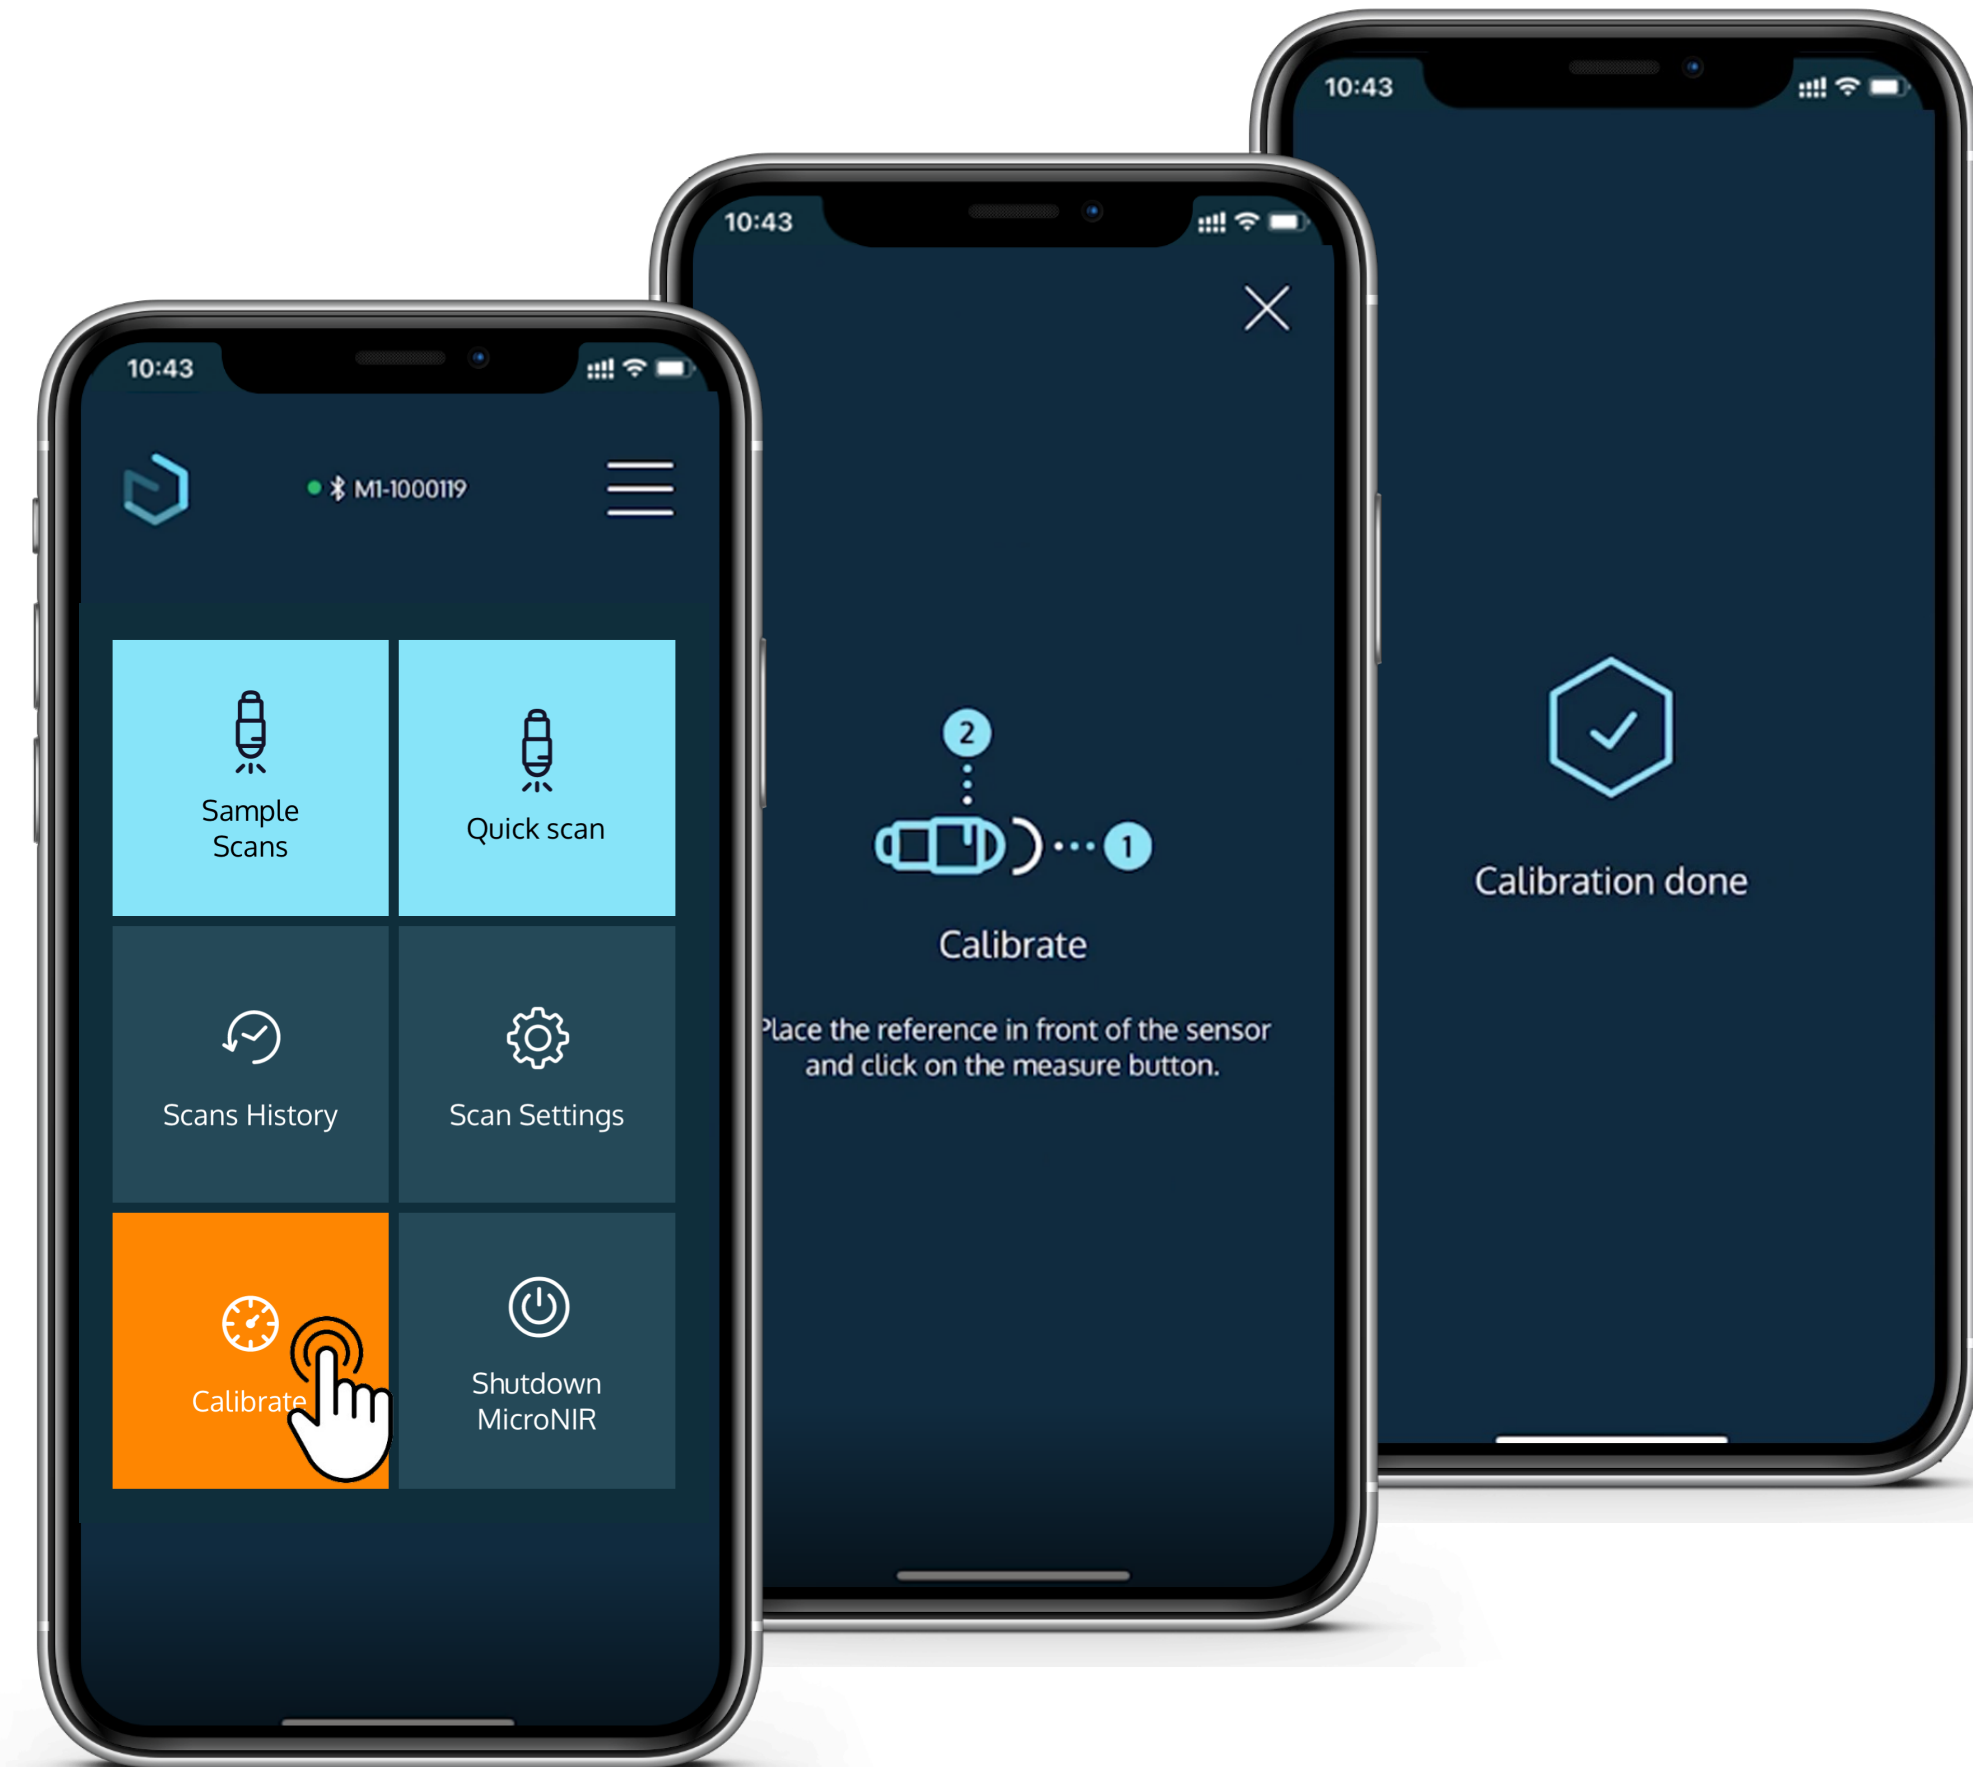 10:43
M1-1000119
Sample
Scans
Quick scan
Scans History
Scan Settings
Calibrate
Shutdown
MicroNIR
10:43
2
1
Calibrate
Place the reference in front of the sensor
and click on the measure button.
10:43
Calibration done